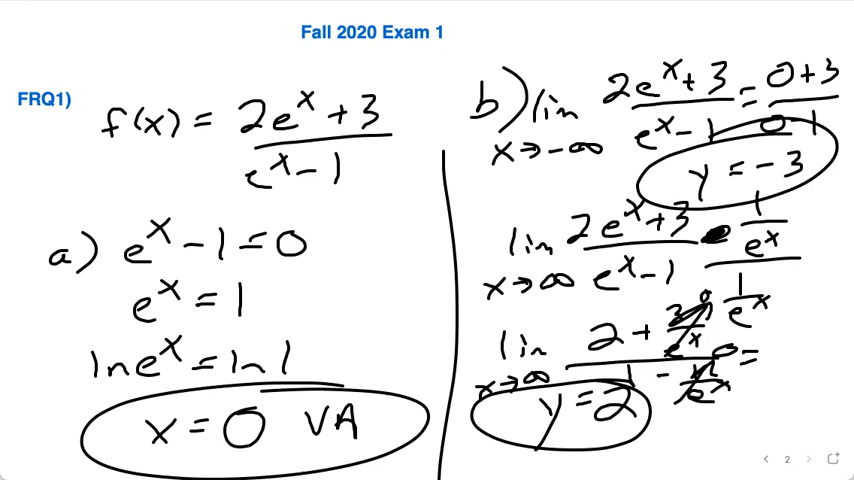 Fall 2020 Exam 1
FRQ1)
f(x) = (2e^x + 3)/(e^x - 1)
a) e^x - 1 = 0
e^x = 1
ln e^x = ln 1
x = 0 VA
b) lim x→-∞ (2e^x + 3)/(e^x - 1) = (0+3)/(0-1)
y = -3
lim x→∞ (2e^x + 3)/(e^x - 1) • (1/e^x)/(1/e^x)
lim x→∞ (2 + 3/e^x 0)/(1 - 1/e^x 0) =
y = 2
2